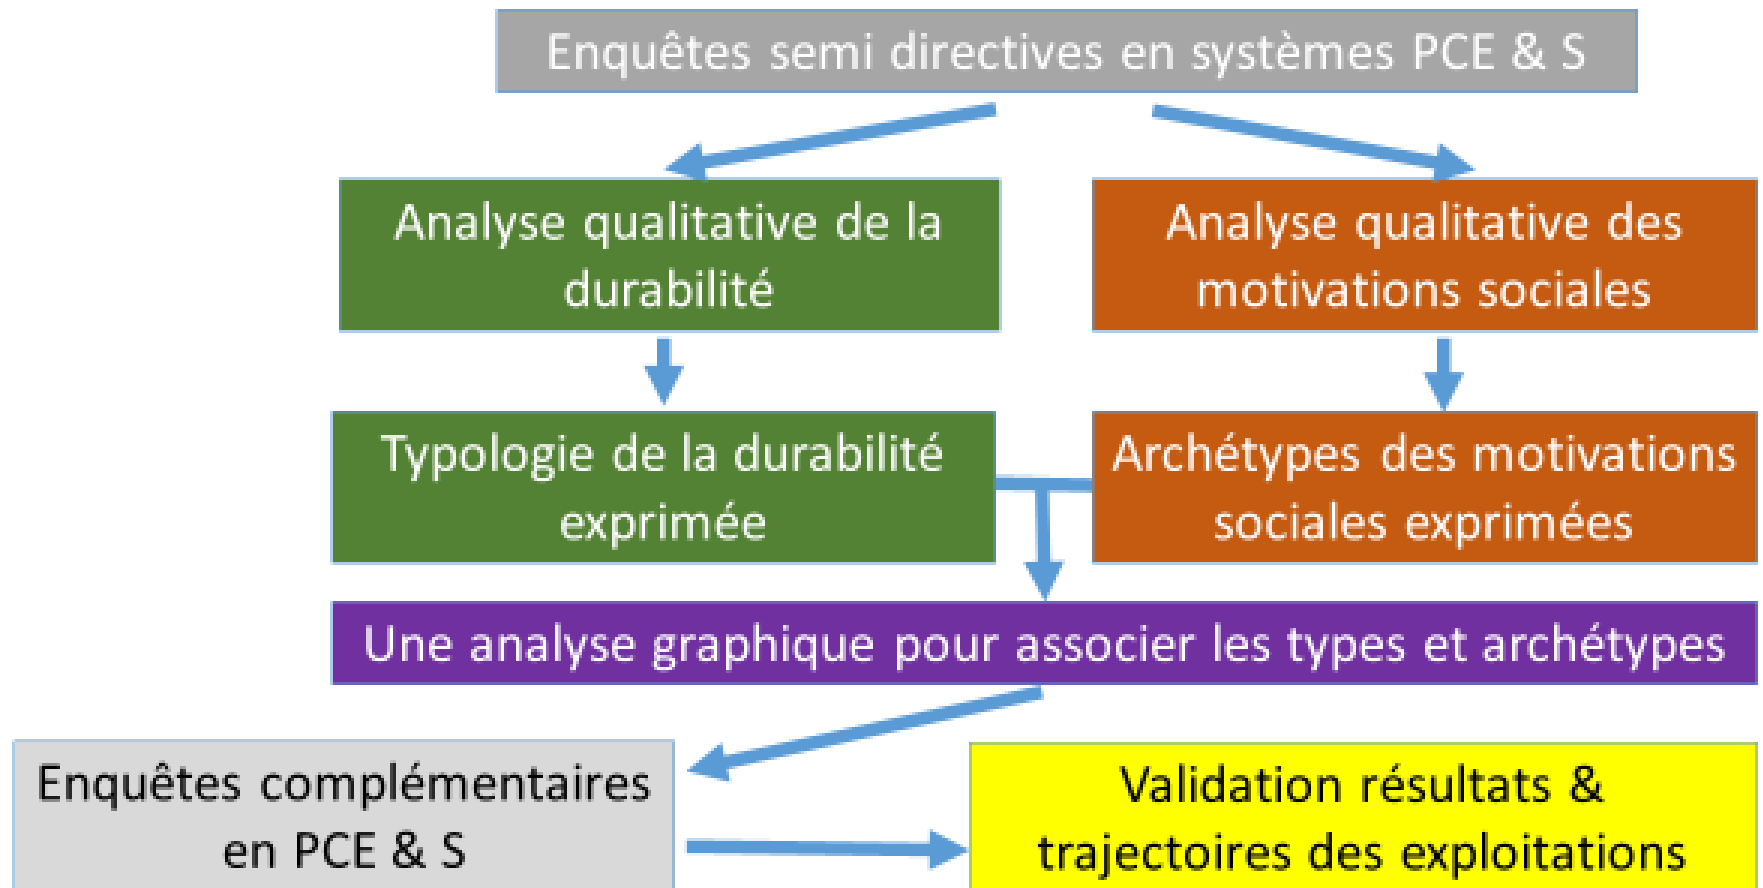 Enquêtes semi directives en systèmes PCE & S
Analyse qualitative de la
durabilité
Analyse qualitative des
motivations sociales
Typologie de la durabilité
exprimée
Archétypes des motivations
sociales exprimées
Une analyse graphique pour associer les types et archétypes
Enquêtes complémentaires
en PCE & S
Validation résultats &
trajectoires des exploitations